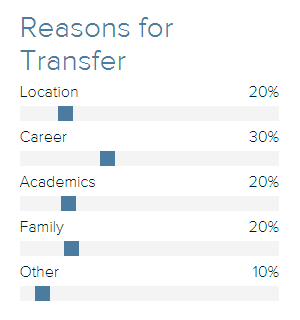 Reasons for
Transfer
Location 20%
Career 30%
Academics 20%
Family 20%
Other 10%